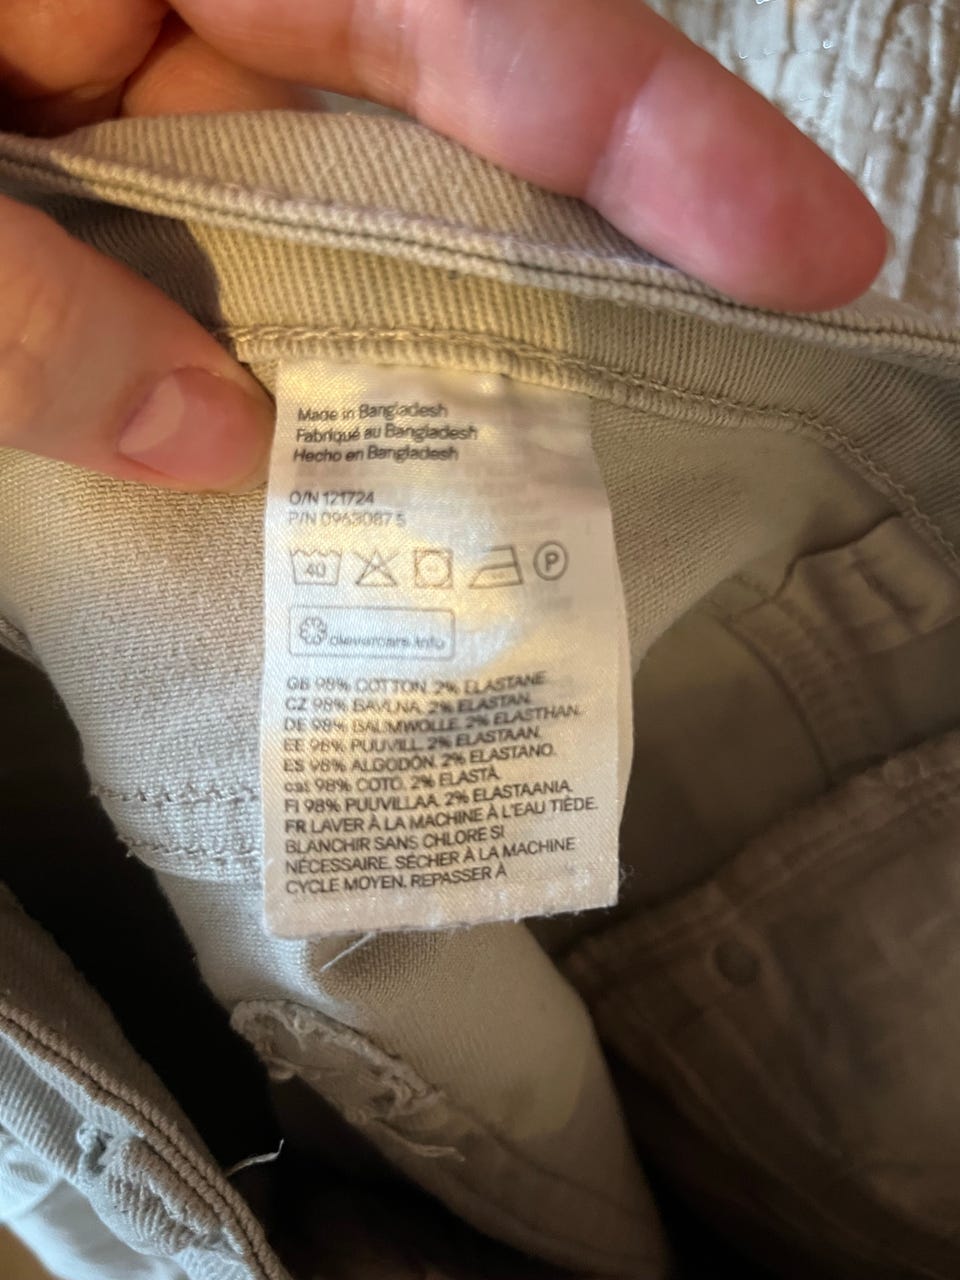 Made in Bangladesh
Fabriqué au Bangladesh
Hecho en Bangladesh
O/N 121724
P/N 0963087 5
40
P
clevercare.info
GB 98% COTTON. 2% ELASTANE
CZ 98% BAVLNA. 2% ELASTAN.
DE 98% BAUMWOLLE. 2% ELASTHAN.
EE 98% PUUVILL. 2% ELASTAAN.
ES 98% ALGODÓN. 2% ELASTANO.
cat 98% COTO. 2% ELASTÀ
FI 98% PUUVILLAA. 2% ELASTAANIA.
FR LAVER À LA MACHINE À L'EAU TIÈDE.
BLANCHIR SANS CHLORE SI
NÉCESSAIRE. SÉCHER À LA MACHINE
CYCLE MOYEN. REPASSER À